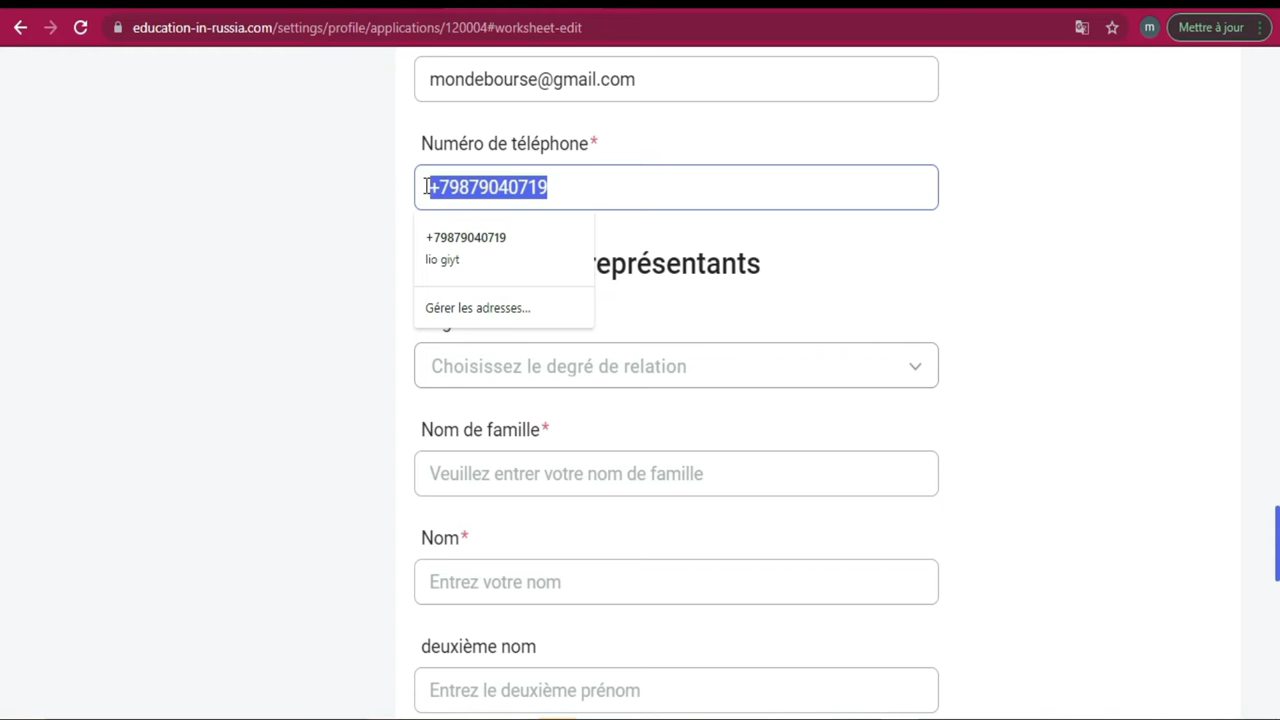 education-in-russia.com/settings/profile/applications/120004#worksheet-edit
m
Mettre à jour
mondebourse@gmail.com
Numéro de téléphone*
+79879040719
+79879040719
lio giyt
Gérer les adresses...
représentants
Choisissez le degré de relation
Nom de famille*
Veuillez entrer votre nom de famille
Nom*
Entrez votre nom
deuxième nom
Entrez le deuxième prénom